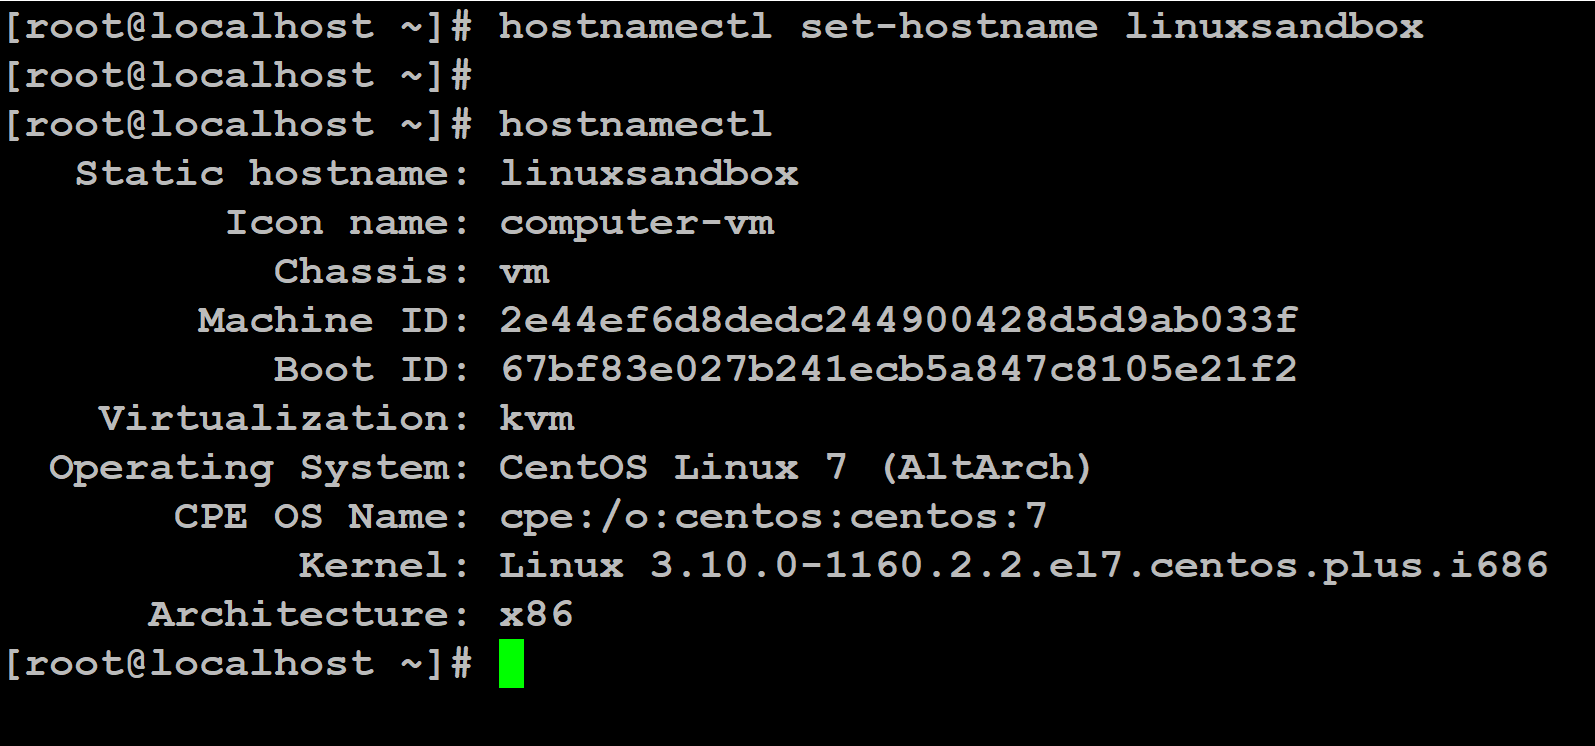 [root@localhost ~]# hostnamectl set-hostname linuxsandbox
[root@localhost ~]#
[root@localhost ~]# hostnamectl
Static hostname: linuxsandbox
Icon name: computer-vm
Chassis: vm
Machine ID: 2e44ef6d8dedc244900428d5d9ab033f
Boot ID: 67bf83e027b241ecb5a847c8105e21f2
Virtualization: kvm
Operating System: CentOS Linux 7 (AltArch)
CPE OS Name: cpe:/o:centos:centos:7
Kernel: Linux 3.10.0-1160.2.2.el7.centos.plus.i686
Architecture: x86
[root@localhost ~]#